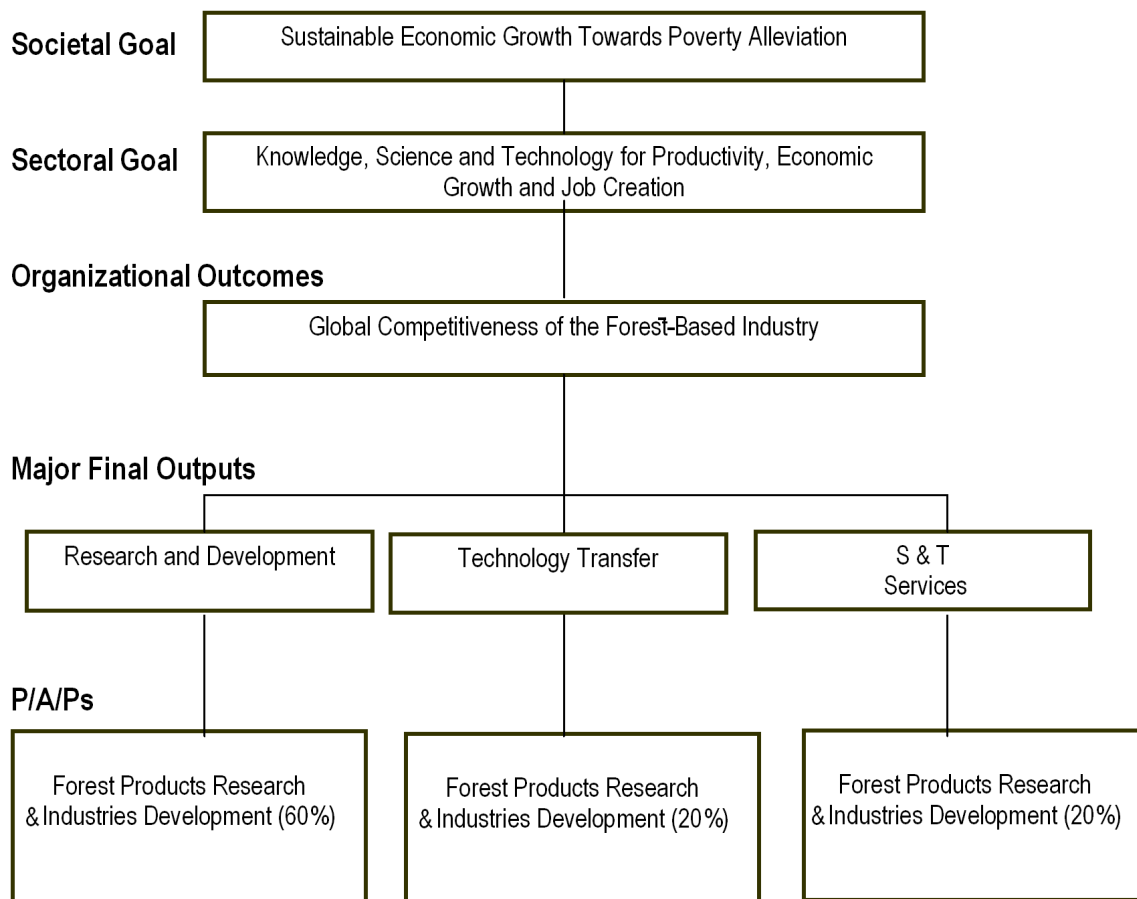 Societal Goal
Sustainable Economic Growth Towards Poverty Alleviation
Sectoral Goal
Knowledge, Science and Technology for Productivity, Economic
Growth and Job Creation
Organizational Outcomes
Global Competitiveness of the Forest-Based Industry
Major Final Outputs
Research and Development
Technology Transfer
S & T
Services
P/A/Ps
Forest Products Research
& Industries Development (60%)
Forest Products Research
& Industries Development (20%)
Forest Products Research
& Industries Development (20%)